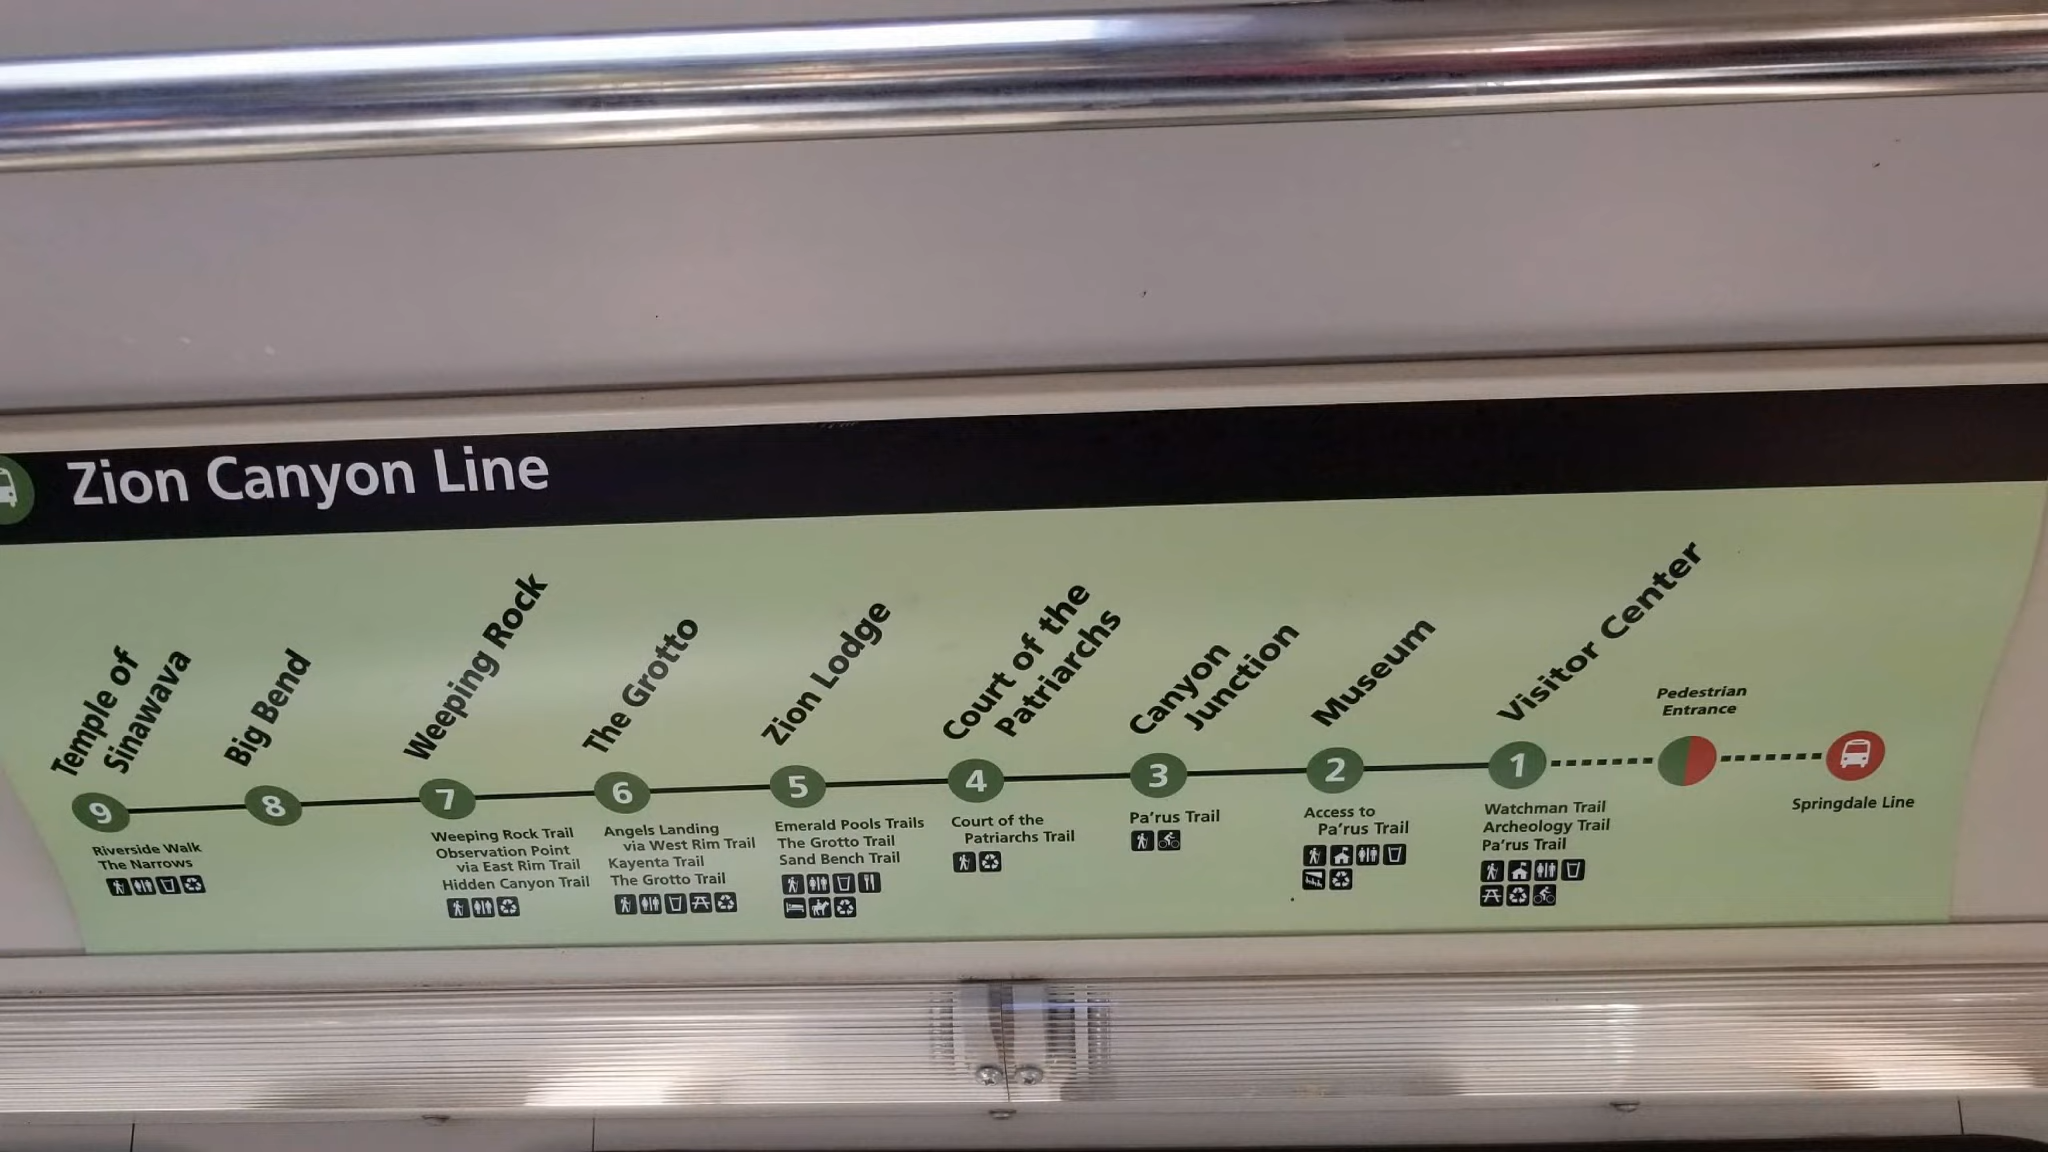 Zion Canyon Line
Temple of
Sinawava
9
Riverside Walk
The Narrows
Big Bend
8
Weeping Rock
7
Weeping Rock Trail
Observation Point
via East Rim Trail
Hidden Canyon Trail
The Grotto
6
Angels Landing
via West Rim Trail
Kayenta Trail
The Grotto Trail
Zion Lodge
5
Emerald Pools Trails
The Grotto Trail
Sand Bench Trail
Court of the
Patriarchs
4
Court of the
Patriarchs Trail
Canyon
Junction
3
Pa'rus Trail
Museum
2
Access to
Pa'rus Trail
Visitor Center
1
Watchman Trail
Archeology Trail
Pa'rus Trail
Pedestrian
Entrance
Springdale Line